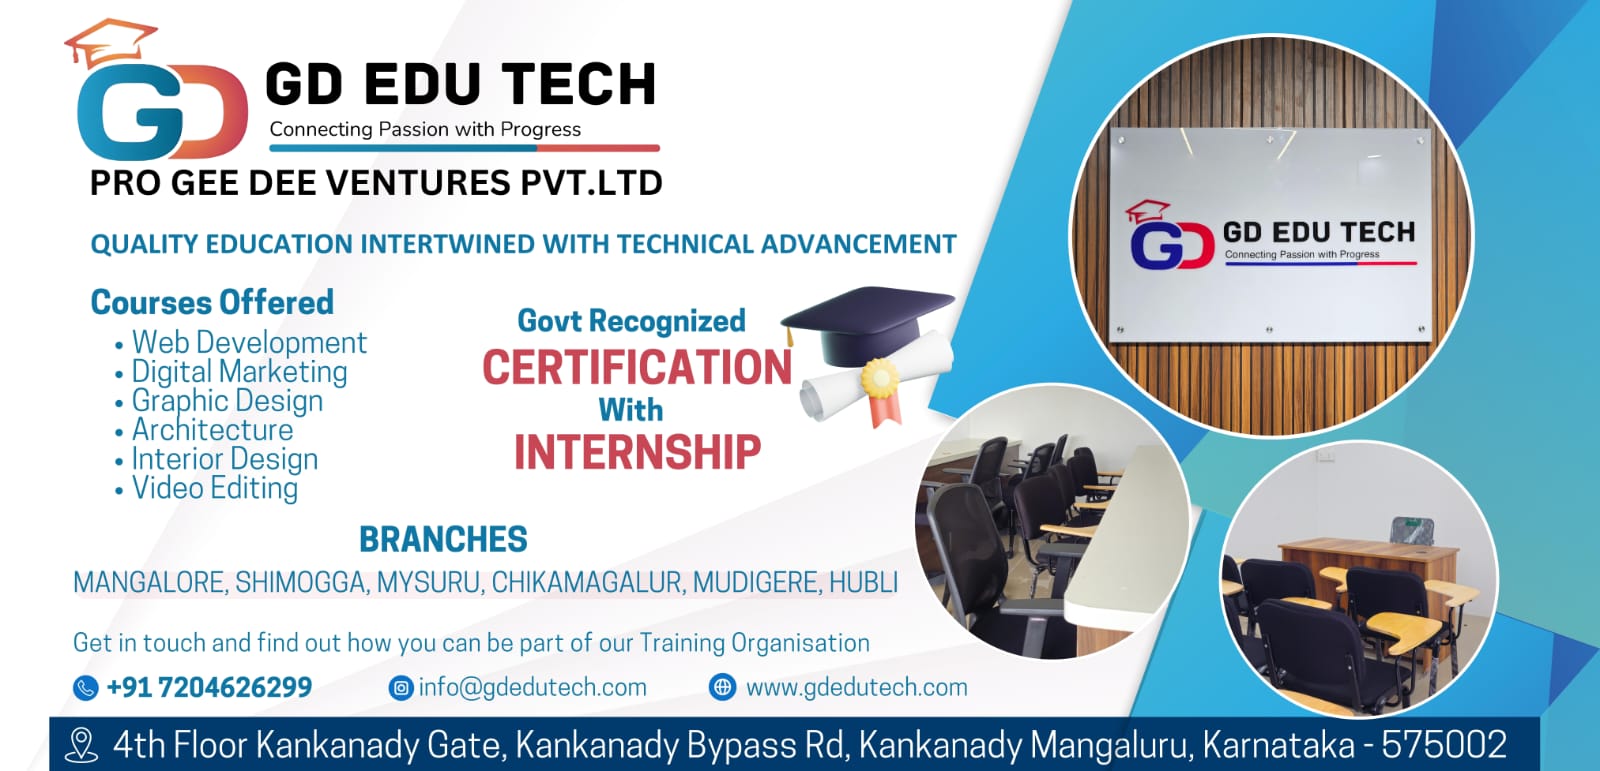 GD EDU TECH
Connecting Passion with Progress
PRO GEE DEE VENTURES PVT.LTD
QUALITY EDUCATION INTERTWINED WITH TECHNICAL ADVANCEMENT
Courses Offered
• Web Development
• Digital Marketing
• Graphic Design
• Architecture
• Interior Design
• Video Editing
Govt Recognized
CERTIFICATION
With
INTERNSHIP
BRANCHES
MANGALORE, SHIMOGGA, MYSURU, CHIKAMAGALUR, MUDIGERE, HUBLI
Get in touch and find out how you can be part of our Training Organisation
+91 7204626299
info@gdedutech.com
www.gdedutech.com
4th Floor Kankanady Gate, Kankanady Bypass Rd, Kankanady Mangaluru, Karnataka - 575002
GD
GD EDU TECH
Connecting Passion with Progress